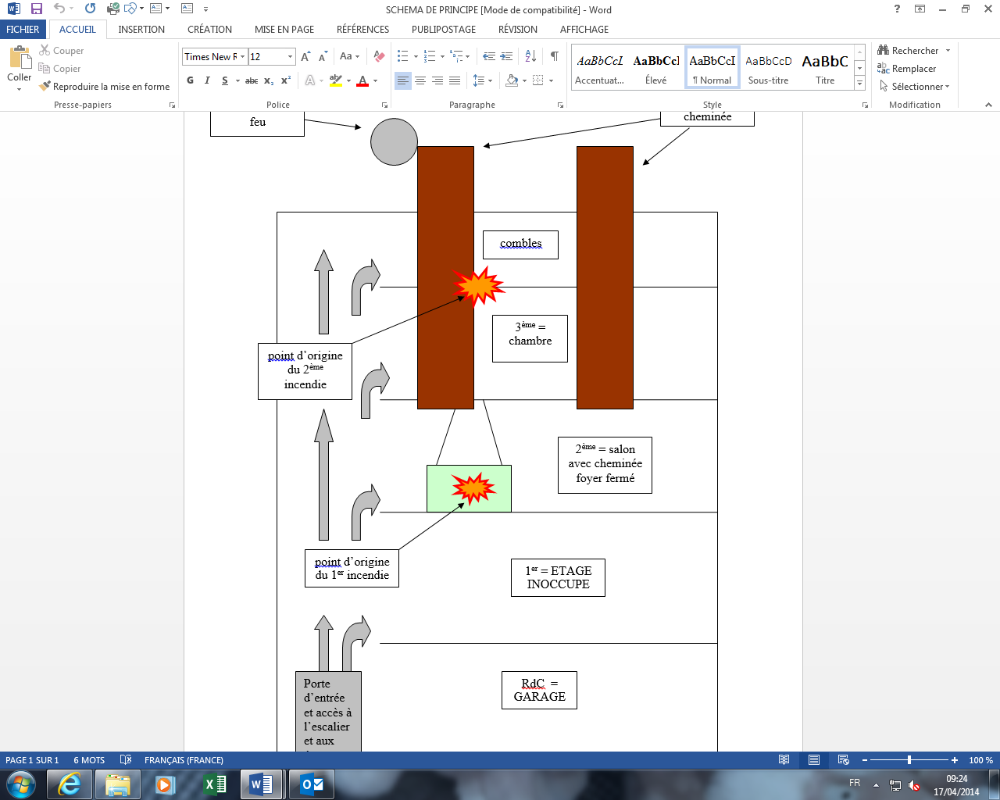 SCHEMA DE PRINCIPE [Mode de compatibilité] - Word
FICHIER ACCUEIL INSERTION CRÉATION MISE EN PAGE RÉFÉRENCES PUBLIPOSTAGE RÉVISION AFFICHAGE
Coller
Couper
Copier
Reproduire la mise en forme
Presse-papiers
Times New R 12
G I S abc x₂ x²
Police
Paragraphe
AaBbCcI AaBbCcI AaBbCcI AaBbCcD AaBbC
Accentuat... Élevé ¶ Normal Sous-titre Titre
Style
Rechercher
Remplacer
Sélectionner
Modification
feu
cheminée
combles
3ème =
chambre
point d'origine
du 2ème
incendie
2ème = salon
avec cheminée
foyer fermé
point d'origine
du 1er incendie
1er = ETAGE
INOCCUPE
RdC =
GARAGE
Porte
d'entrée
et accès à
l'escalier
et aux
PAGE 1 SUR 1 6 MOTS FRANÇAIS (FRANCE) 100 %
FR
09:24
17/04/2014